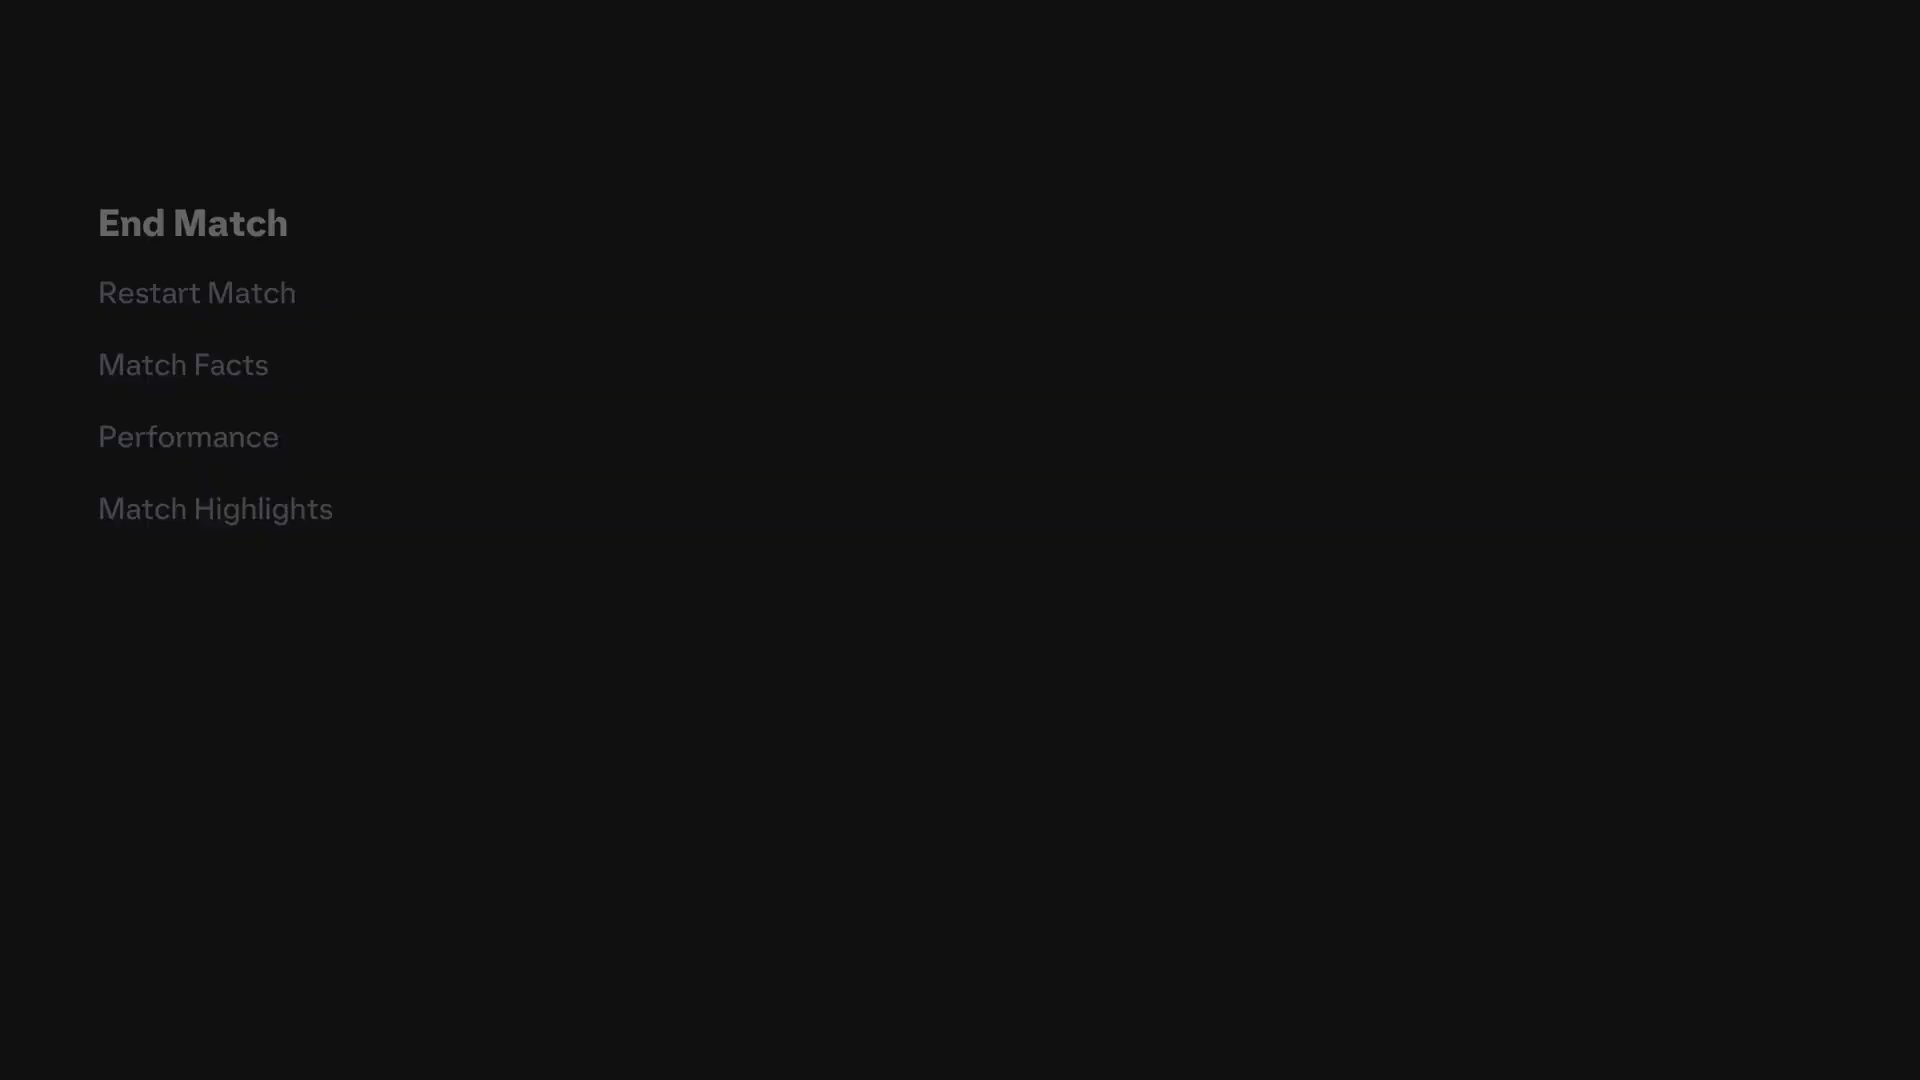 End Match
Restart Match
Match Facts
Performance
Match Highlights